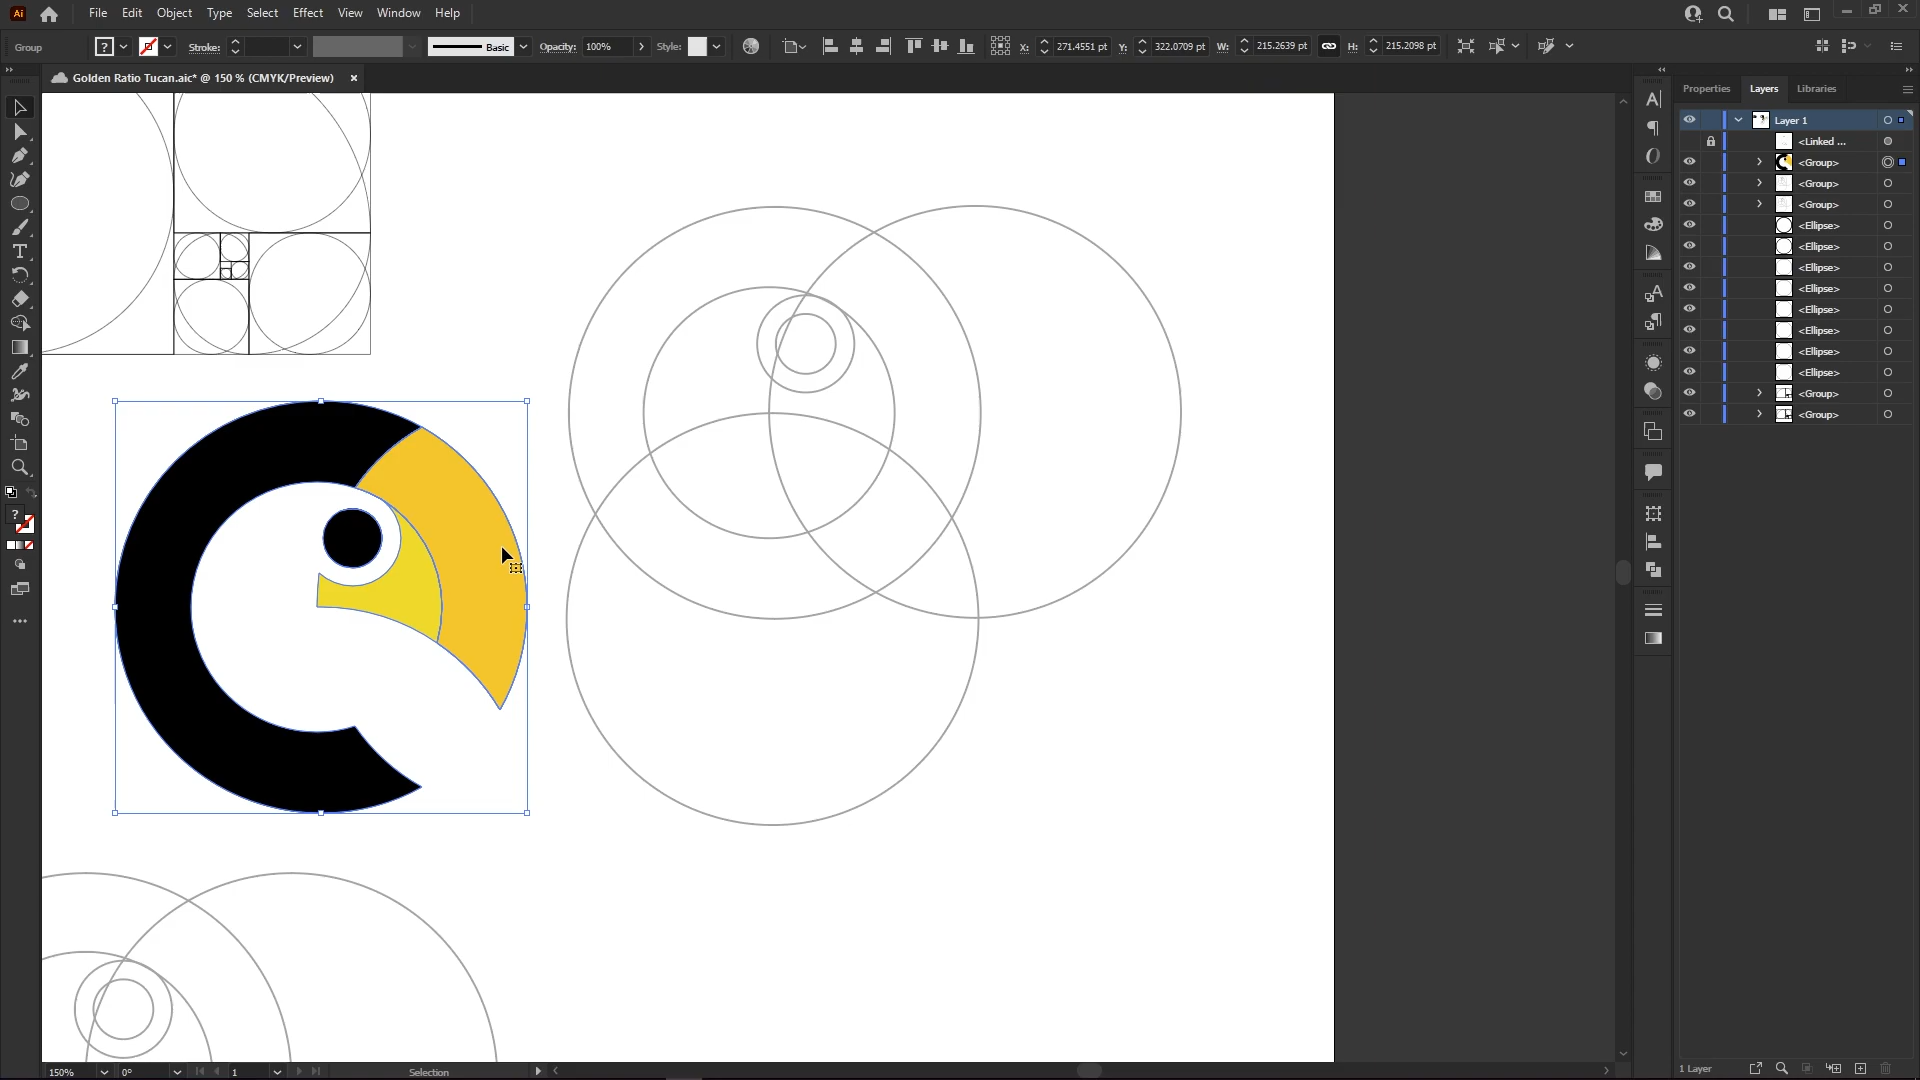 Ai File Edit Object Type Select Effect View Window Help
Group ? Stroke: Basic Opacity: 100% Style: X: 271.4551 pt Y: 322.0709 pt W: 215.2639 pt H: 215.2098 pt
Golden Ratio Tucan.aic* @ 150 % (CMYK/Preview)
Properties Layers Libraries
Layer 1
<Linked ...
<Group>
<Group>
<Group>
<Ellipse>
<Ellipse>
<Ellipse>
<Ellipse>
<Ellipse>
<Ellipse>
<Ellipse>
<Ellipse>
<Group>
<Group>
?
150% 0° 1 Selection
1 Layer